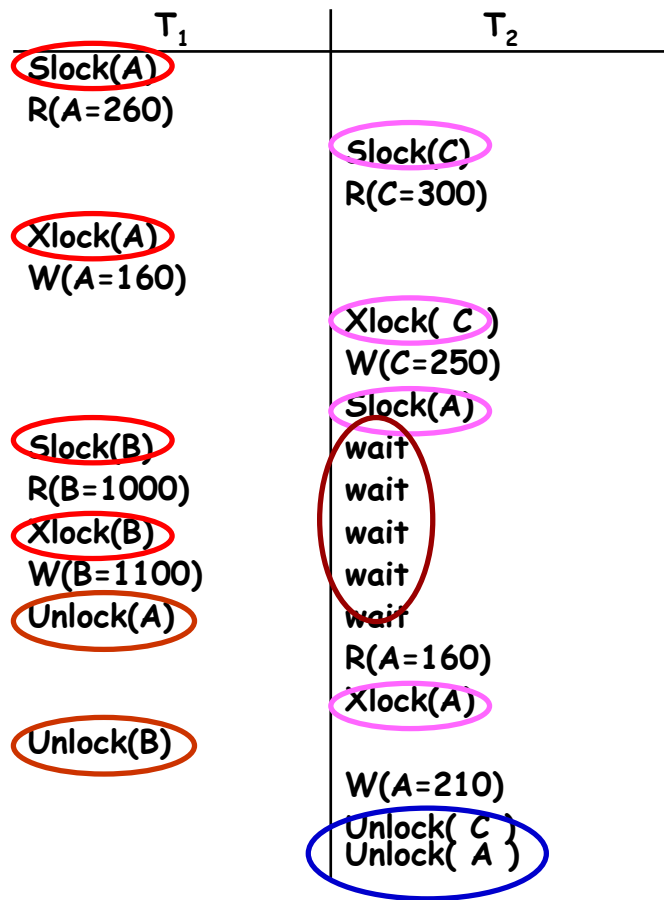 T1 T2
Slock(A)
R(A=260)
Slock(C)
R(C=300)
Xlock(A)
W(A=160)
Xlock( C )
W(C=250)
Slock(A)
Slock(B) wait
R(B=1000) wait
Xlock(B) wait
W(B=1100) wait
Unlock(A) wait
R(A=160)
Xlock(A)
Unlock(B)
W(A=210)
Unlock( C )
Unlock( A )